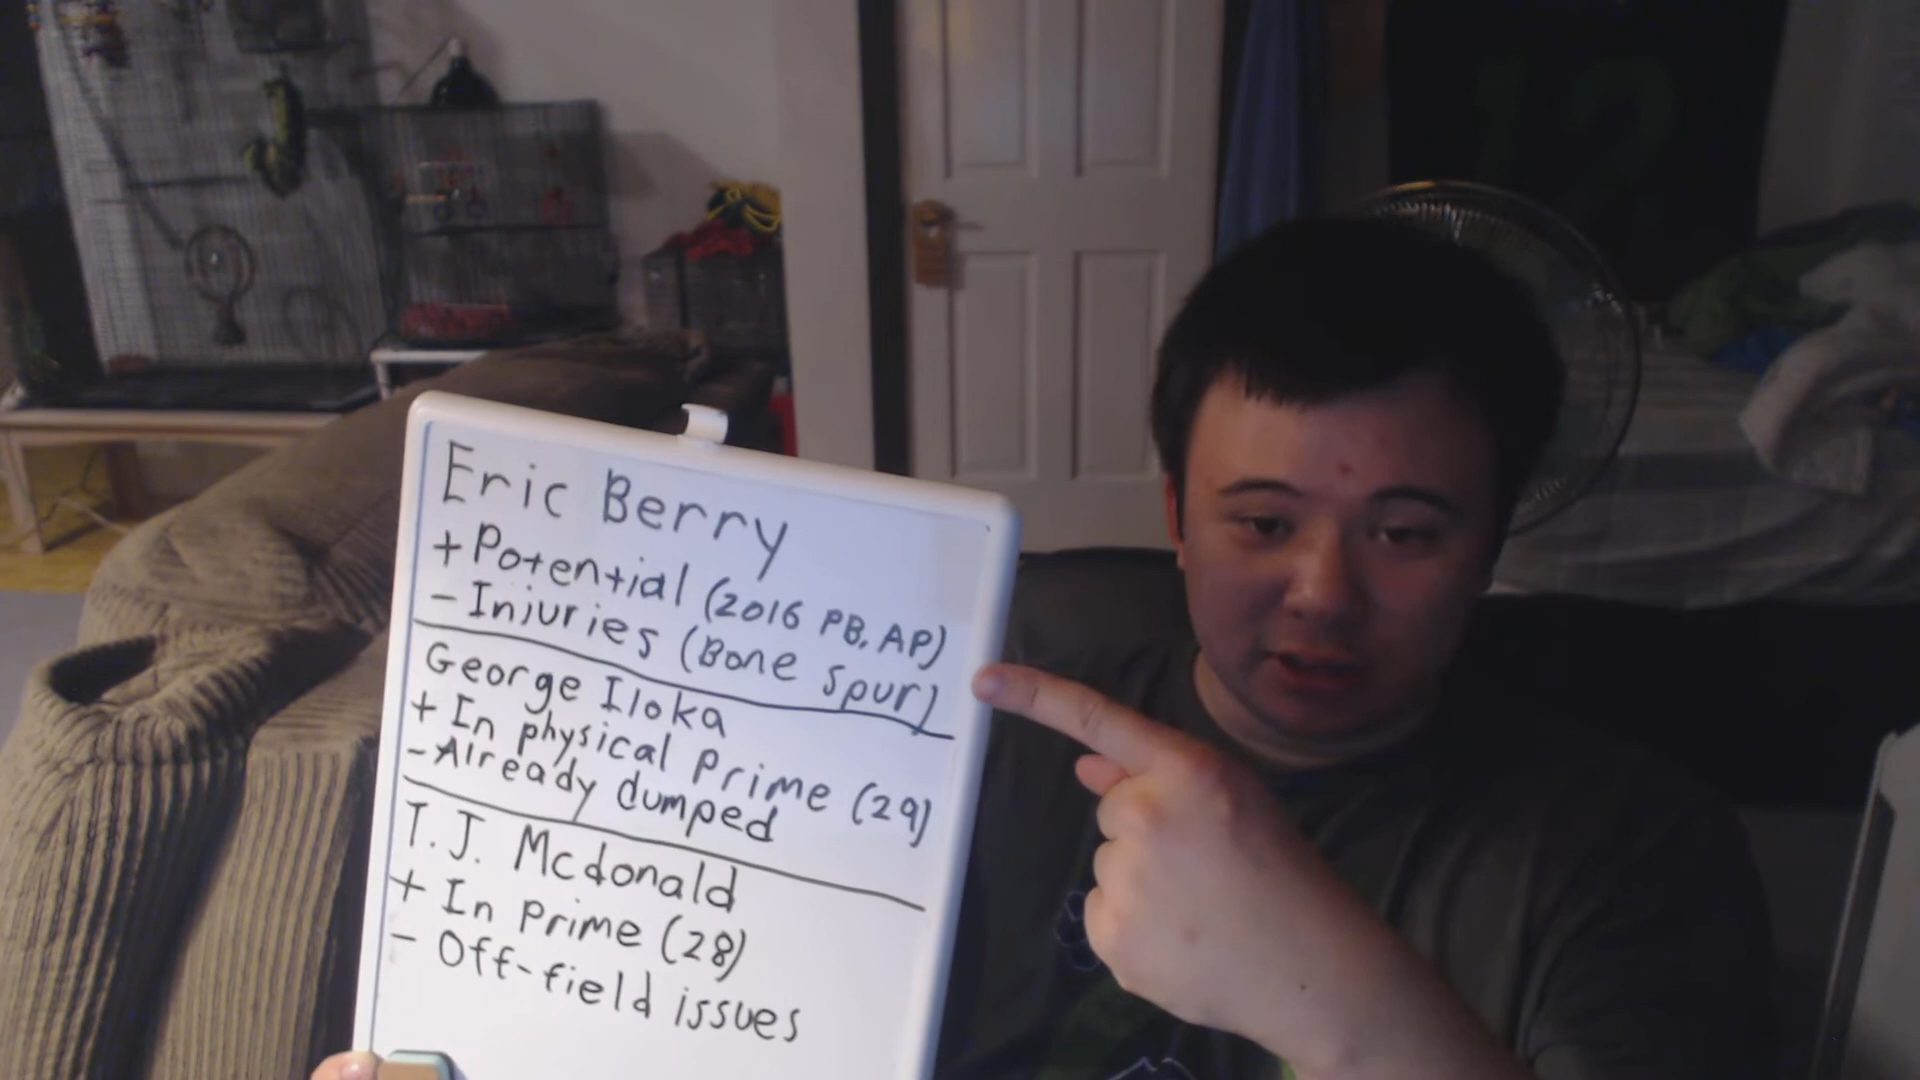 Eric Berry
+ Potential (2016 PB, AP)
- Injuries (Bone spur)
George Iloka
+ In physical prime (29)
- Already dumped
T.J. Mcdonald
+ In prime (28)
- Off-field issues
12